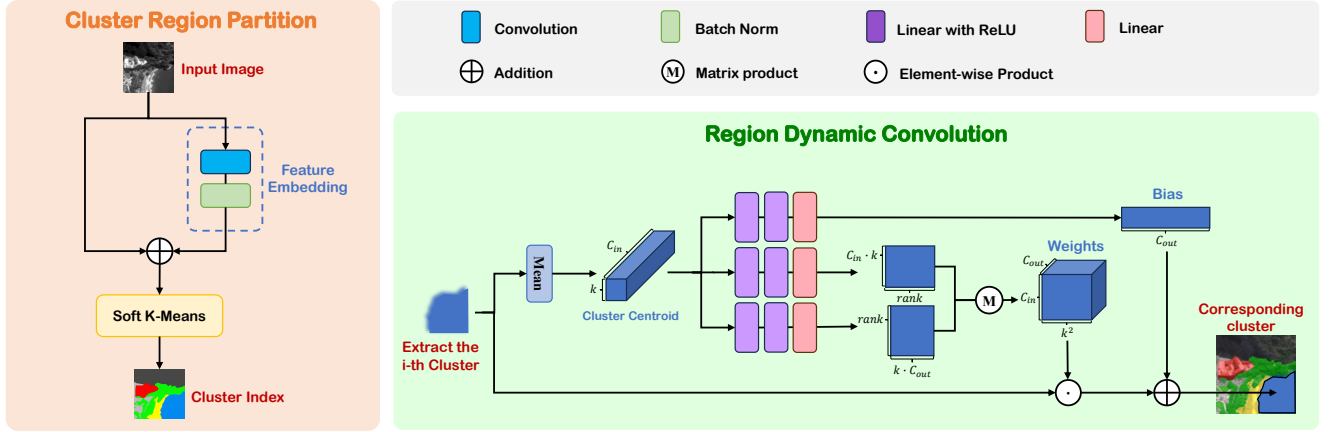 Cluster Region Partition
Input Image
Feature
Embedding
Soft K-Means
Cluster Index
Convolution
Batch Norm
Linear with ReLU
Linear
Addition
M
Matrix product
Element-wise Product
Region Dynamic Convolution
Extract the
i-th Cluster
Mean
C_in
k
Cluster Centroid
C_in · k
rank
rank
k · C_out
M
Bias
C_out
Weights
C_out
C_in
k²
Corresponding
cluster